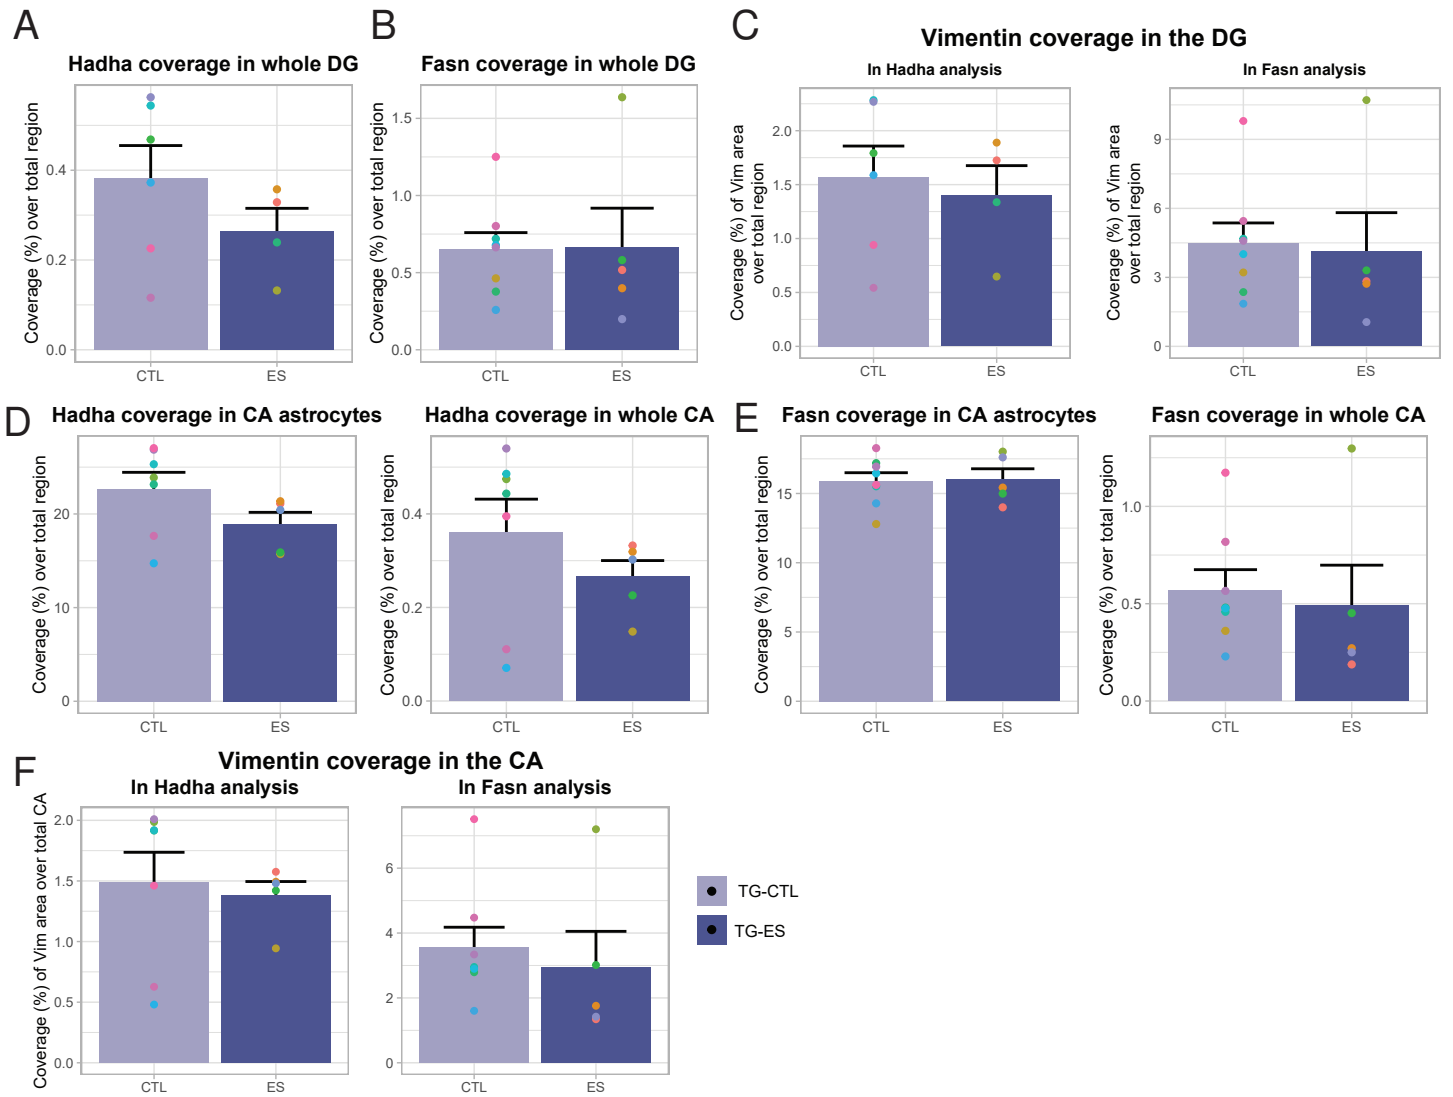 A
Hadha coverage in whole DG
Coverage (%) over total region
0.4
0.2
0.0
CTL
ES
B
Fasn coverage in whole DG
Coverage (%) over total region
1.5
1.0
0.5
0.0
CTL
ES
C
Vimentin coverage in the DG
In Hadha analysis
Coverage (%) of Vim area
over total region
2.0
1.5
1.0
0.5
0.0
CTL
ES
In Fasn analysis
Coverage (%) of Vim area
over total region
9
6
3
0
CTL
ES
D
Hadha coverage in CA astrocytes
Coverage (%) over total region
20
10
0
CTL
ES
Hadha coverage in whole CA
Coverage (%) over total region
0.4
0.2
0.0
CTL
ES
E
Fasn coverage in CA astrocytes
Coverage (%) over total region
15
10
5
0
CTL
ES
Fasn coverage in whole CA
Coverage (%) over total region
1.0
0.5
0.0
CTL
ES
F
Vimentin coverage in the CA
In Hadha analysis
Coverage (%) of Vim area over total CA
2.0
1.5
1.0
0.5
0.0
CTL
ES
In Fasn analysis
6
4
2
0
CTL
ES
TG-CTL
TG-ES